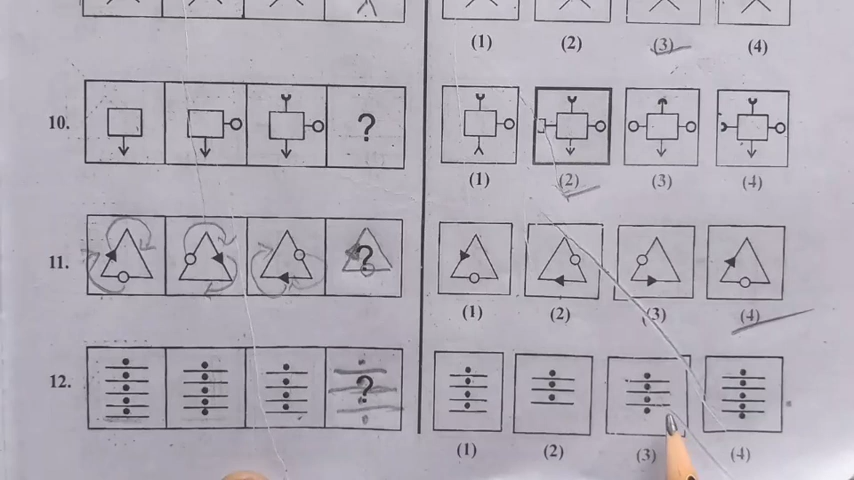 (1) (2) (3) (4)
10. ?
(1) (2) (3) (4)
11. ?
(1) (2) (3) (4)
12. ?
(1) (2) (3) (4)